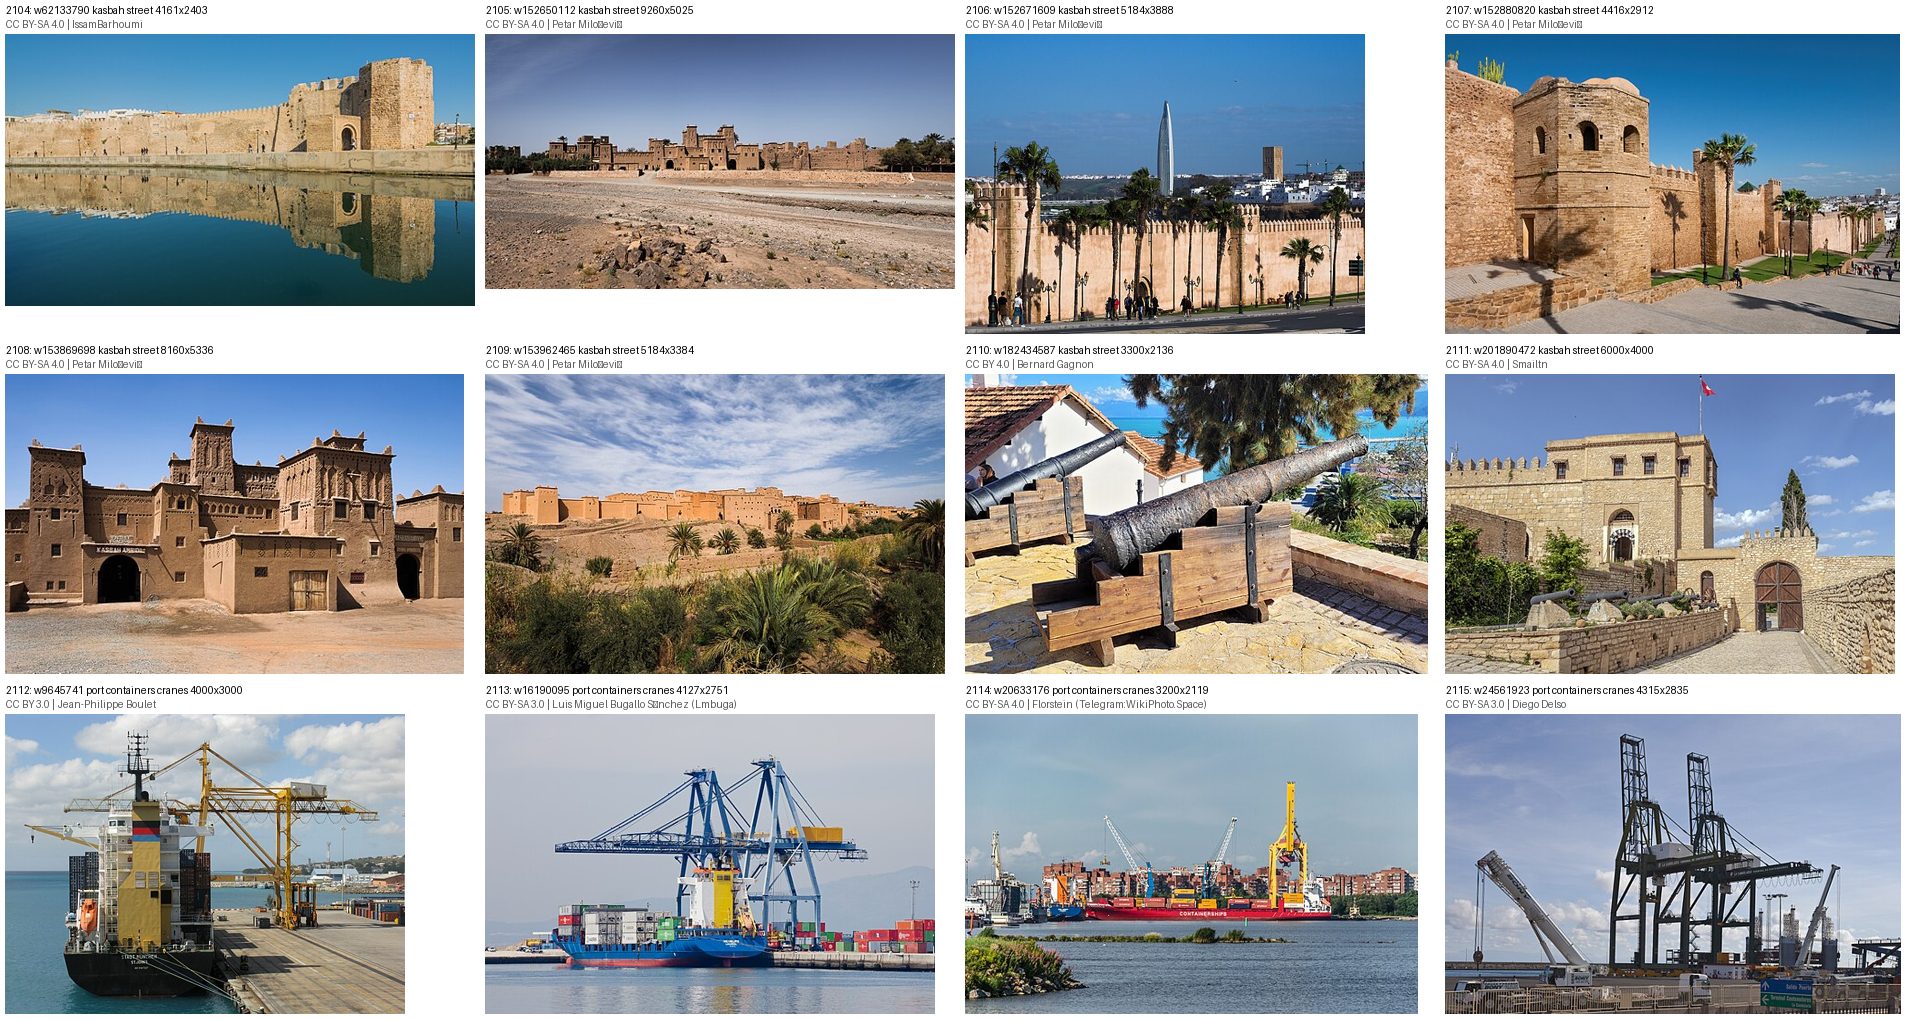 2104: w62133790 kasbah street 4161x2403
CC BY-SA 4.0 | IssamBarhoumi
2105: w152650112 kasbah street 9260x5025
CC BY-SA 4.0 | Petar Milo▯evi▯
2106: w152671609 kasbah street 5184x3888
CC BY-SA 4.0 | Petar Milo▯evi▯
2107: w152880820 kasbah street 4416x2912
CC BY-SA 4.0 | Petar Milo▯evi▯
2108: w153869698 kasbah street 8160x5336
CC BY-SA 4.0 | Petar Milo▯evi▯
KASBAH AMRIDIL
2109: w153962465 kasbah street 5184x3384
CC BY-SA 4.0 | Petar Milo▯evi▯
2110: w182434587 kasbah street 3300x2136
CC BY 4.0 | Bernard Gagnon
2111: w201890472 kasbah street 6000x4000
CC BY-SA 4.0 | Smailtn
2112: w9645741 port containers cranes 4000x3000
CC BY 3.0 | Jean-Philippe Boulet
STADT MÜNCHEN
ST.JOHN'S
2113: w16190095 port containers cranes 4127x2751
CC BY-SA 3.0 | Luis Miguel Bugallo S▯nchez (Lmbuga)
2114: w20633176 port containers cranes 3200x2119
CC BY-SA 4.0 | Florstein (Telegram:WikiPhoto.Space)
CONTAINERSHIPS
2115: w24561923 port containers cranes 4315x2835
CC BY-SA 3.0 | Diego Delso
Salida Puerto